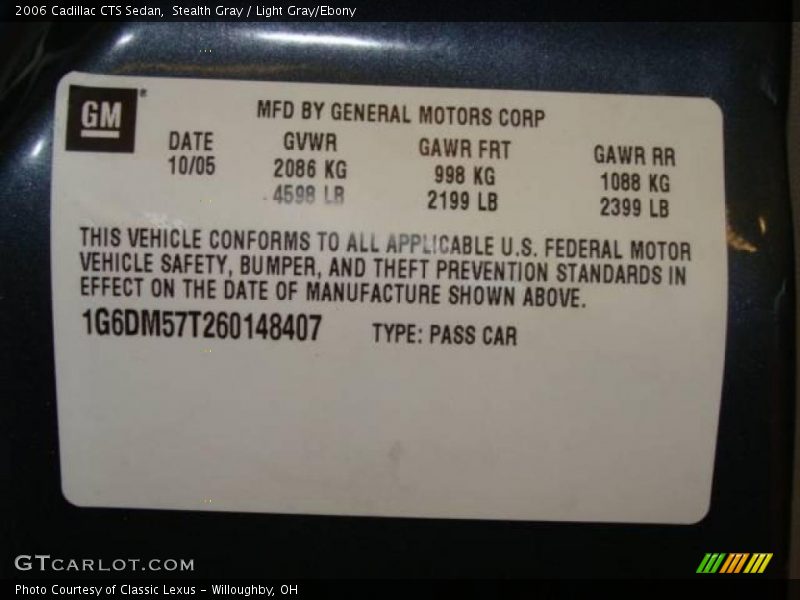 2006 Cadillac CTS Sedan, Stealth Gray / Light Gray/Ebony
GM®
MFD BY GENERAL MOTORS CORP
DATE GVWR GAWR FRT GAWR RR
10/05 2086 KG 998 KG 1088 KG
4598 LB 2199 LB 2399 LB
THIS VEHICLE CONFORMS TO ALL APPLICABLE U.S. FEDERAL MOTOR
VEHICLE SAFETY, BUMPER, AND THEFT PREVENTION STANDARDS IN
EFFECT ON THE DATE OF MANUFACTURE SHOWN ABOVE.
1G6DM57T260148407 TYPE: PASS CAR
GTCARLOT.COM
Photo Courtesy of Classic Lexus - Willoughby, OH